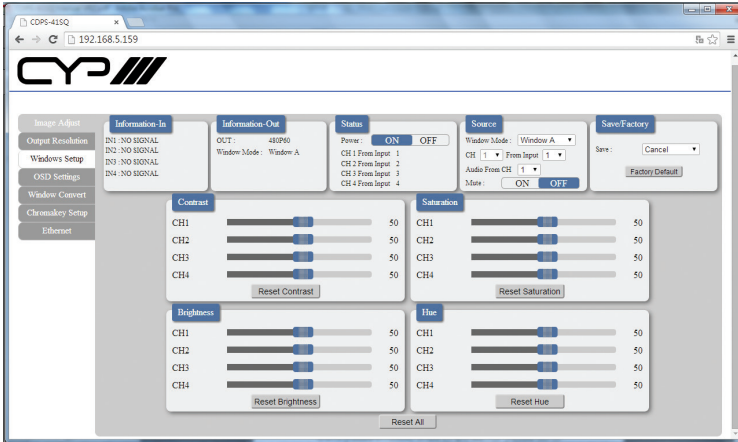 CDPS-41SQ
192.168.5.159
CYP
Image Adjust
Output Resolution
Windows Setup
OSD Settings
Window Convert
Chromakey Setup
Ethernet
Information-In
IN1 : NO SIGNAL
IN2 : NO SIGNAL
IN3 : NO SIGNAL
IN4 : NO SIGNAL
Information-Out
OUT : 480P60
Window Mode : Window A
Status
Power : ON OFF
CH 1 From Input 1
CH 2 From Input 2
CH 3 From Input 3
CH 4 From Input 4
Source
Window Mode : Window A
CH 1 From Input 1
Audio From CH 1
Mute : ON OFF
Save/Factory
Save : Cancel
Factory Default
Contrast
CH1 50
CH2 50
CH3 50
CH4 50
Reset Contrast
Saturation
CH1 50
CH2 50
CH3 50
CH4 50
Reset Saturation
Brightness
CH1 50
CH2 50
CH3 50
CH4 50
Reset Brightness
Hue
CH1 50
CH2 50
CH3 50
CH4 50
Reset Hue
Reset All